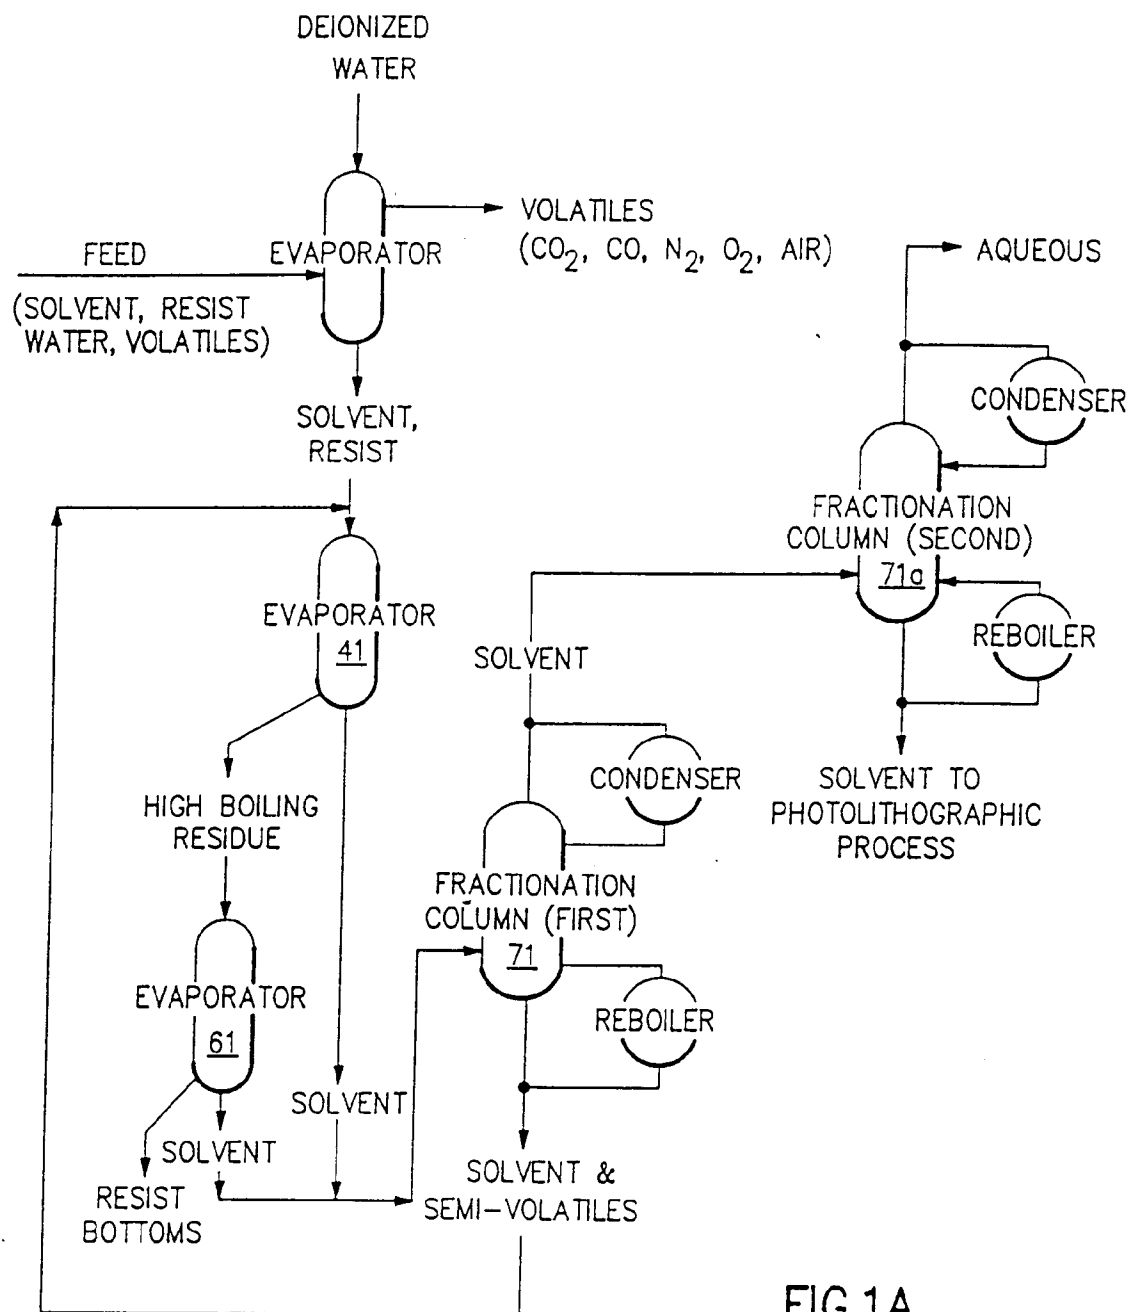 DEIONIZED
WATER
EVAPORATOR
VOLATILES
(CO2, CO, N2, O2, AIR)
FEED
(SOLVENT, RESIST
WATER, VOLATILES)
SOLVENT,
RESIST
AQUEOUS
CONDENSER
FRACTIONATION
COLUMN (SECOND)
71a
REBOILER
SOLVENT TO
PHOTOLITHOGRAPHIC
PROCESS
EVAPORATOR
41
SOLVENT
CONDENSER
HIGH BOILING
RESIDUE
FRACTIONATION
COLUMN (FIRST)
71
REBOILER
EVAPORATOR
61
SOLVENT
SOLVENT
RESIST
BOTTOMS
SOLVENT &
SEMI-VOLATILES
FIG.1A